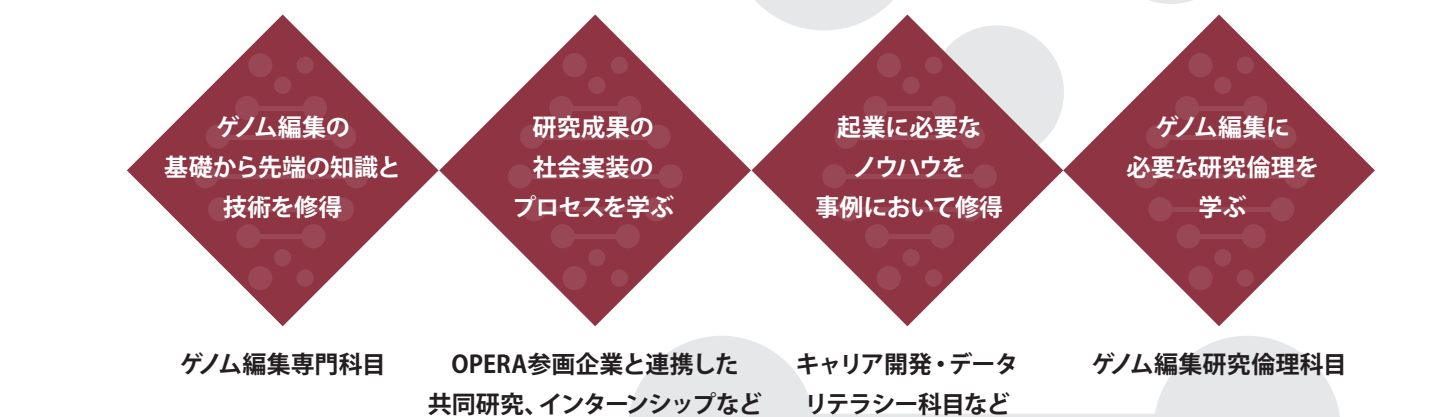 ゲノム編集の
基礎から先端の知識と
技術を修得
研究成果の
社会実装の
プロセスを学ぶ
起業に必要な
ノウハウを
事例において修得
ゲノム編集に
必要な研究倫理を
学ぶ
ゲノム編集専門科目
OPERA参画企業と連携した
共同研究、インターンシップなど
キャリア開発・データ
リテラシー科目など
ゲノム編集研究倫理科目